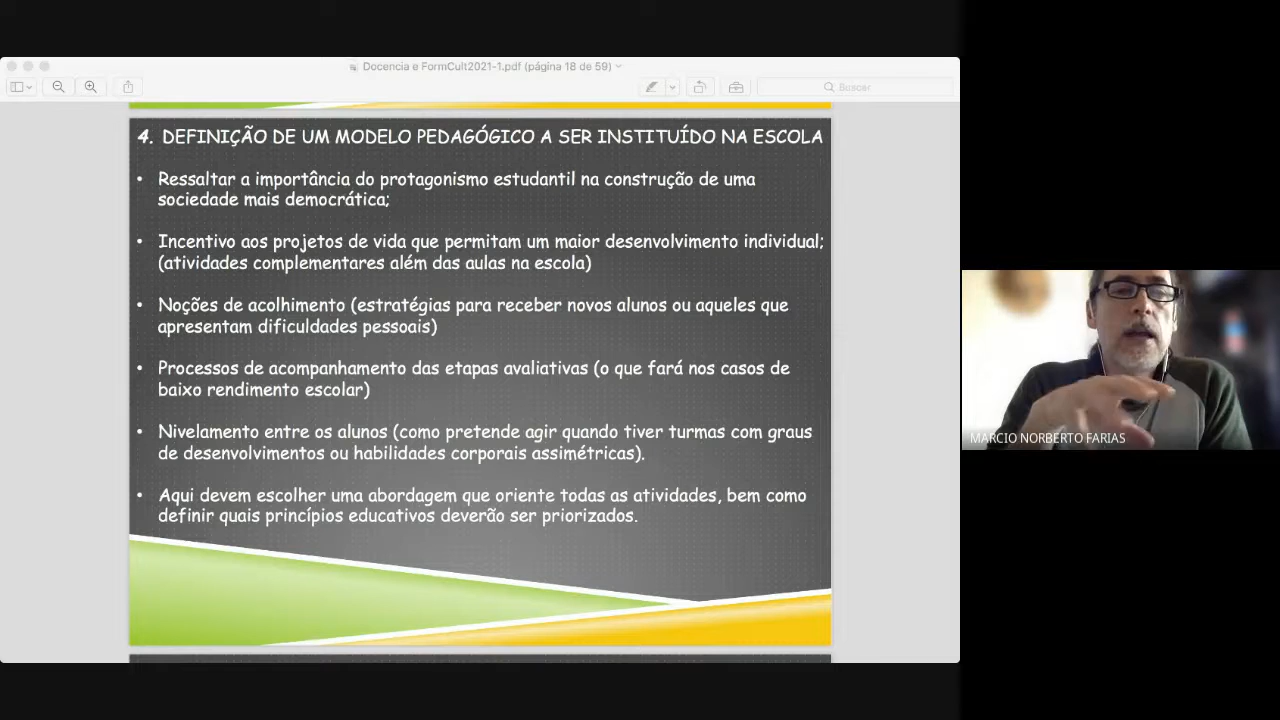 Docencia e FormCult2021-1.pdf (página 18 de 59)
Buscar
4. DEFINIÇÃO DE UM MODELO PEDAGÓGICO A SER INSTITUÍDO NA ESCOLA
• Ressaltar a importância do protagonismo estudantil na construção de uma
sociedade mais democrática;
• Incentivo aos projetos de vida que permitam um maior desenvolvimento individual;
(atividades complementares além das aulas na escola)
• Noções de acolhimento (estratégias para receber novos alunos ou aqueles que
apresentam dificuldades pessoais)
• Processos de acompanhamento das etapas avaliativas (o que fará nos casos de
baixo rendimento escolar)
• Nivelamento entre os alunos (como pretende agir quando tiver turmas com graus
de desenvolvimentos ou habilidades corporais assimétricas).
• Aqui devem escolher uma abordagem que oriente todas as atividades, bem como
definir quais princípios educativos deverão ser priorizados.
MARCIO NORBERTO FARIAS